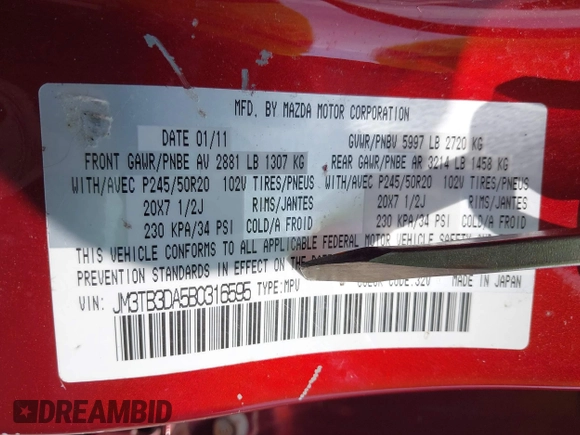 MFD. BY MAZDA MOTOR CORPORATION
DATE 01/11 GVWR/PNBV 5997 LB 2720 KG
FRONT GAWR/PNBE AV 2881 LB 1307 KG REAR GAWR/PNBE AR 3214 LB 1458 KG
WITH/AVEC P245/50R20 102V TIRES/PNEUS WITH/AVEC P245/50R20 102V TIRES/PNEUS
20X7 1/2J RIMS/JANTES 20X7 1/2J RIMS/JANTES
230 KPA/34 PSI COLD/A FROID 230 KPA/34 PSI COLD/A FROID
THIS VEHICLE CONFORMS TO ALL APPLICABLE FEDERAL MOTOR VEHICLE SAFETY
PREVENTION STANDARDS IN EFFECT ON THE
VIN: JM3TB3DA5B0316595 TYPE:MPV COLOR CODE:32V MADE IN JAPAN
DREAMBID